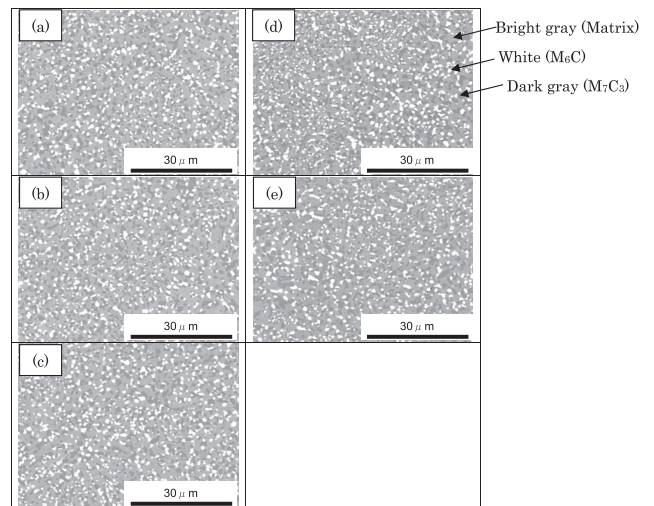 (a)
30 μ m
(d)
30 μ m
Bright gray (Matrix)
White (M₆C)
Dark gray (M₇C₃)
(b)
30 μ m
(e)
30 μ m
(c)
30 μ m